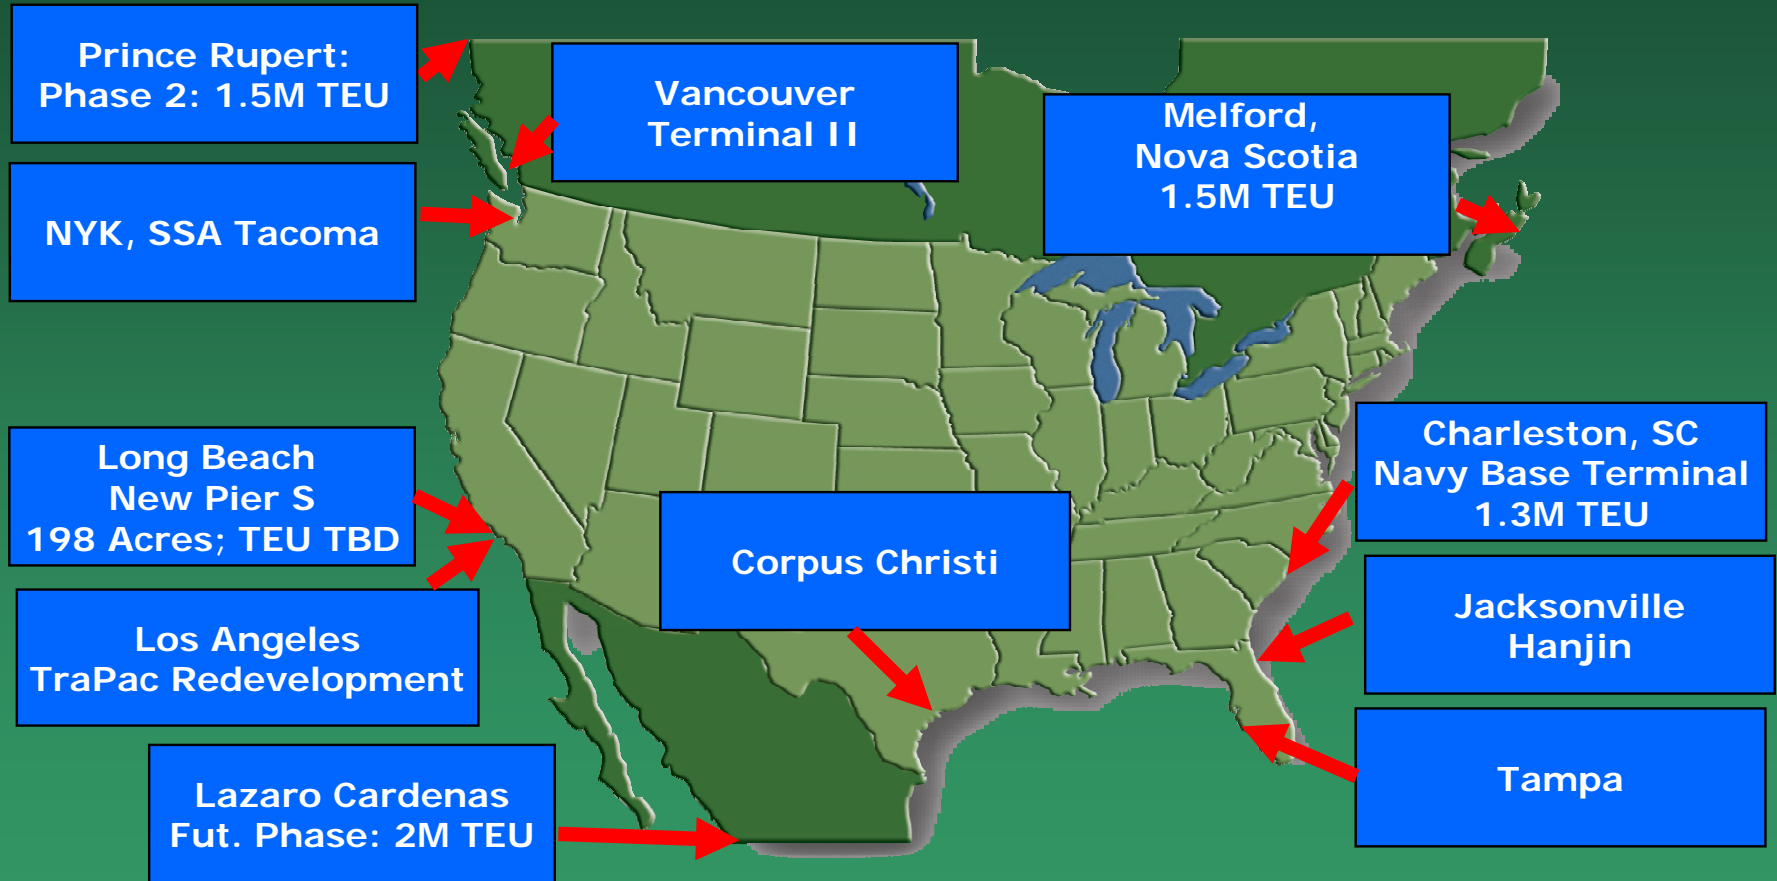 Prince Rupert:
Phase 2: 1.5M TEU
Vancouver
Terminal II
Melford,
Nova Scotia
1.5M TEU
NYK, SSA Tacoma
Long Beach
New Pier S
198 Acres; TEU TBD
Charleston, SC
Navy Base Terminal
1.3M TEU
Corpus Christi
Los Angeles
TraPac Redevelopment
Jacksonville
Hanjin
Lazaro Cardenas
Fut. Phase: 2M TEU
Tampa